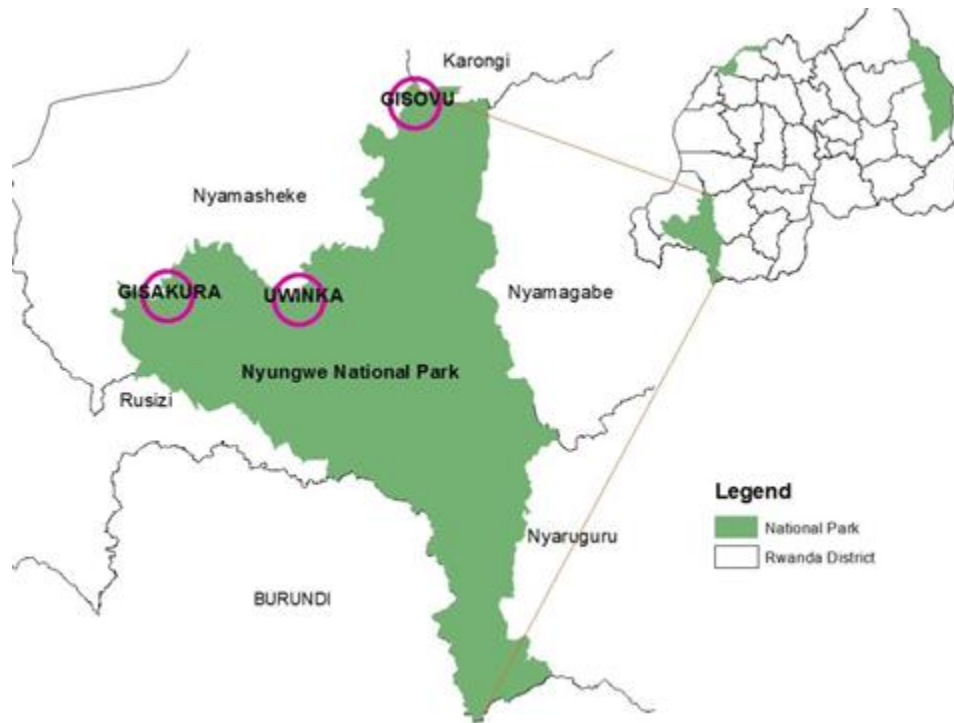 Karongi
GISOVU
Nyamasheke
GISAKURA
UWINKA
Nyamagabe
Nyungwe National Park
Rusizi
Legend
National Park
Nyaruguru
Rwanda District
BURUNDI